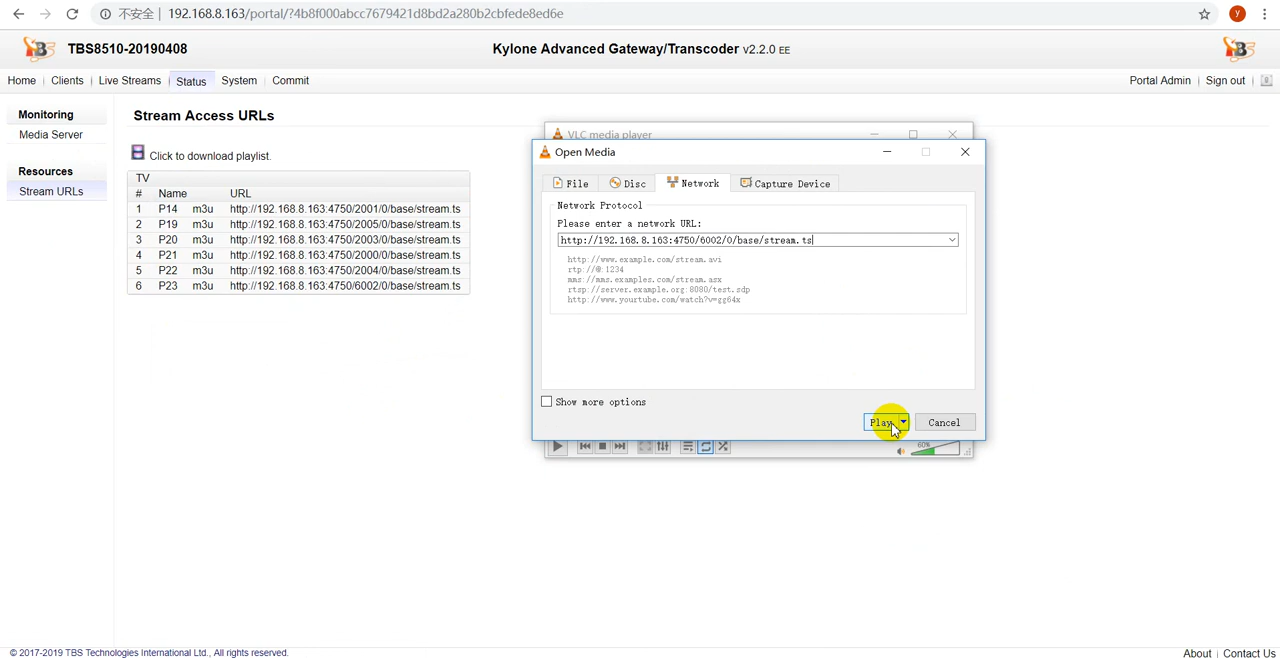 不安全 | 192.168.8.163/portal/?4b8f000abcc7679421d8bd2a280b2cbfede8ed6e
y
TBS8510-20190408
Kylone Advanced Gateway/Transcoder v2.2.0 EE
Home | Clients | Live Streams | Status | System | Commit
Portal Admin | Sign out
Monitoring
Media Server
Resources
Stream URLs
Stream Access URLs
Click to download playlist.
TV
# Name URL
1 P14 m3u http://192.168.8.163:4750/2001/0/base/stream.ts
2 P19 m3u http://192.168.8.163:4750/2005/0/base/stream.ts
3 P20 m3u http://192.168.8.163:4750/2003/0/base/stream.ts
4 P21 m3u http://192.168.8.163:4750/2000/0/base/stream.ts
5 P22 m3u http://192.168.8.163:4750/2004/0/base/stream.ts
6 P23 m3u http://192.168.8.163:4750/6002/0/base/stream.ts
VLC media player
Open Media
File
Disc
Network
Capture Device
Network Protocol
Please enter a network URL:
http://192.168.8.163:4750/6002/0/base/stream.ts
http://www.example.com/stream.avi
rtp://@:1234
mms://mms.examples.com/stream.asx
rtsp://server.example.org:8080/test.sdp
http://www.yourtube.com/watch?v=gg64x
Show more options
Play
Cancel
60%
© 2017-2019 TBS Technologies International Ltd., All rights reserved.
About | Contact Us